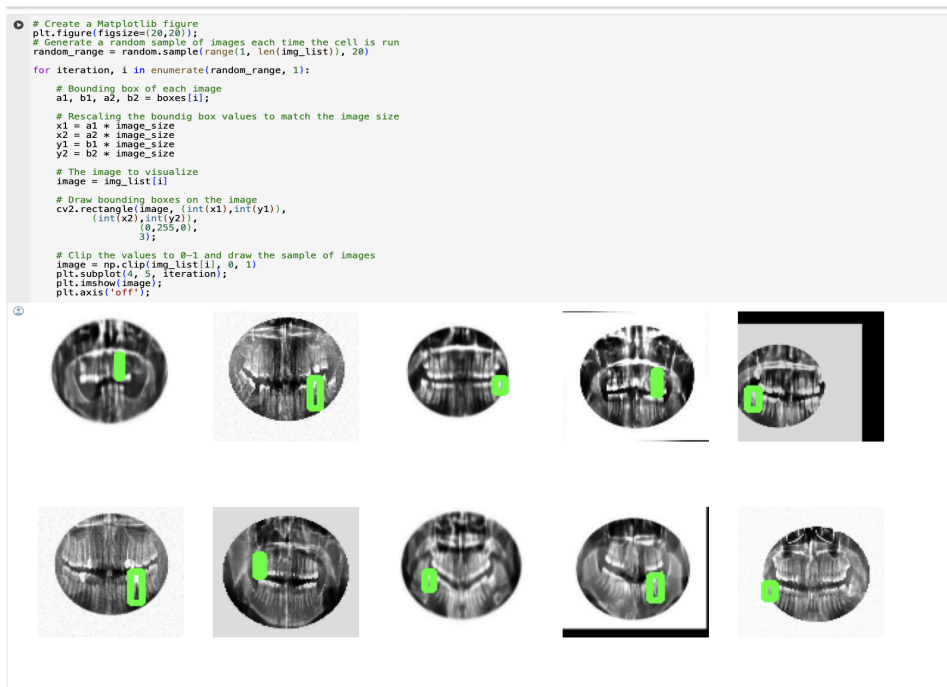 # Create a Matplotlib figure
plt.figure(figsize=(20,20));
# Generate a random sample of images each time the cell is run
random_range = random.sample(range(1, len(img_list)), 20)
for iteration, i in enumerate(random_range, 1):
# Bounding box of each image
a1, b1, a2, b2 = boxes[i];
# Rescaling the boundig box values to match the image size
x1 = a1 * image_size
x2 = a2 * image_size
y1 = b1 * image_size
y2 = b2 * image_size
# The image to visualize
image = img_list[i]
# Draw bounding boxes on the image
cv2.rectangle(image, (int(x1),int(y1)),
(int(x2),int(y2)),
(0,255,0),
3);
# Clip the values to 0-1 and draw the sample of images
image = np.clip(img_list[i], 0, 1)
plt.subplot(4, 5, iteration);
plt.imshow(image);
plt.axis('off');